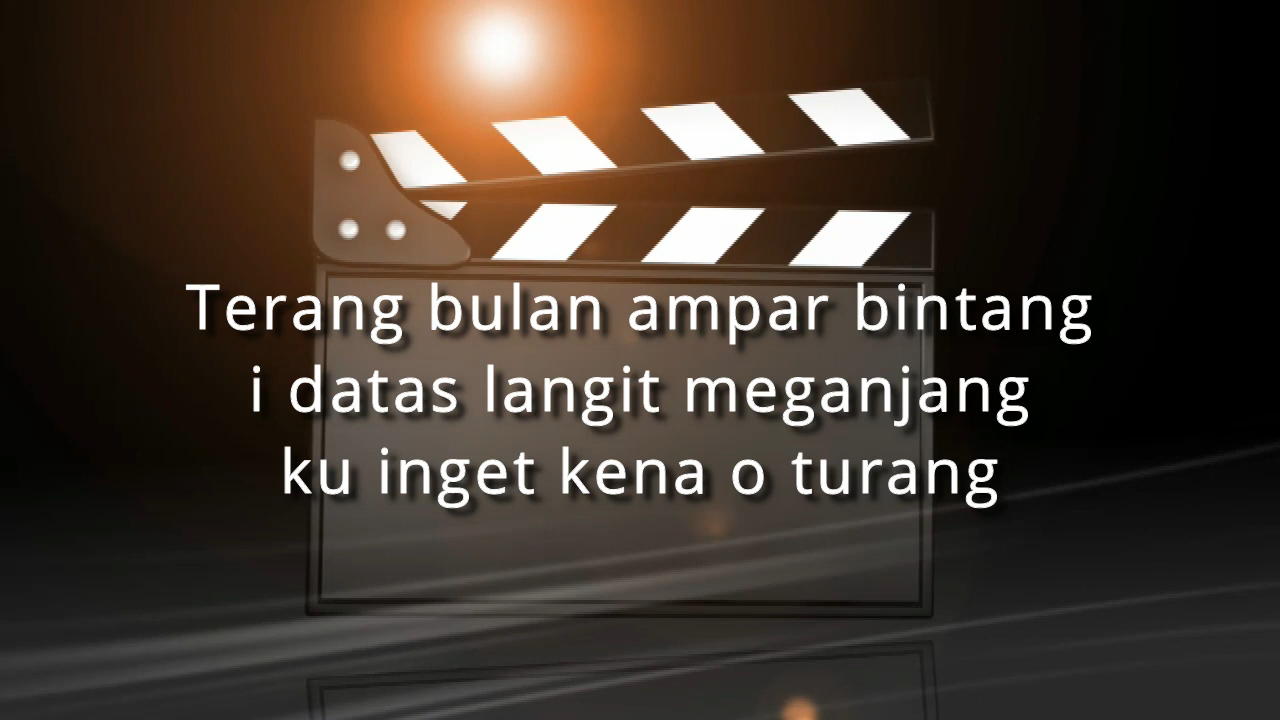 Terang bulan ampar bintang
i datas langit meganjang
ku inget kena o turang